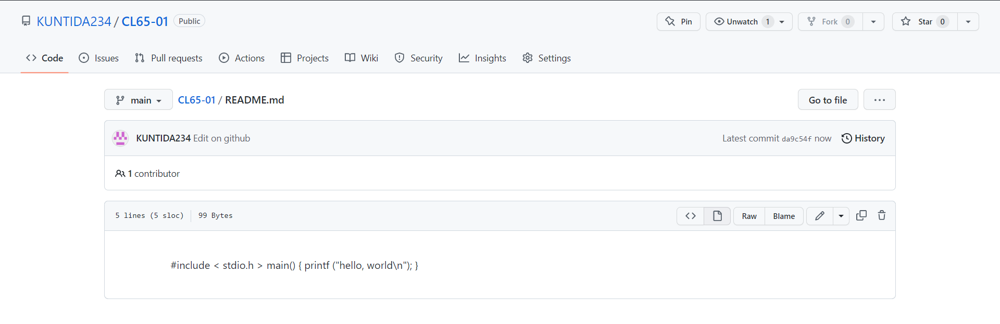 KUNTIDA234 / CL65-01 Public Pin Unwatch 1 Fork 0 Star 0
Code Issues Pull requests Actions Projects Wiki Security Insights Settings
main CL65-01 / README.md Go to file ...
KUNTIDA234 Edit on github Latest commit da9c54f now History
1 contributor
5 lines (5 sloc) 99 Bytes <> Raw Blame
#include < stdio.h > main() { printf ("hello, world\n"); }